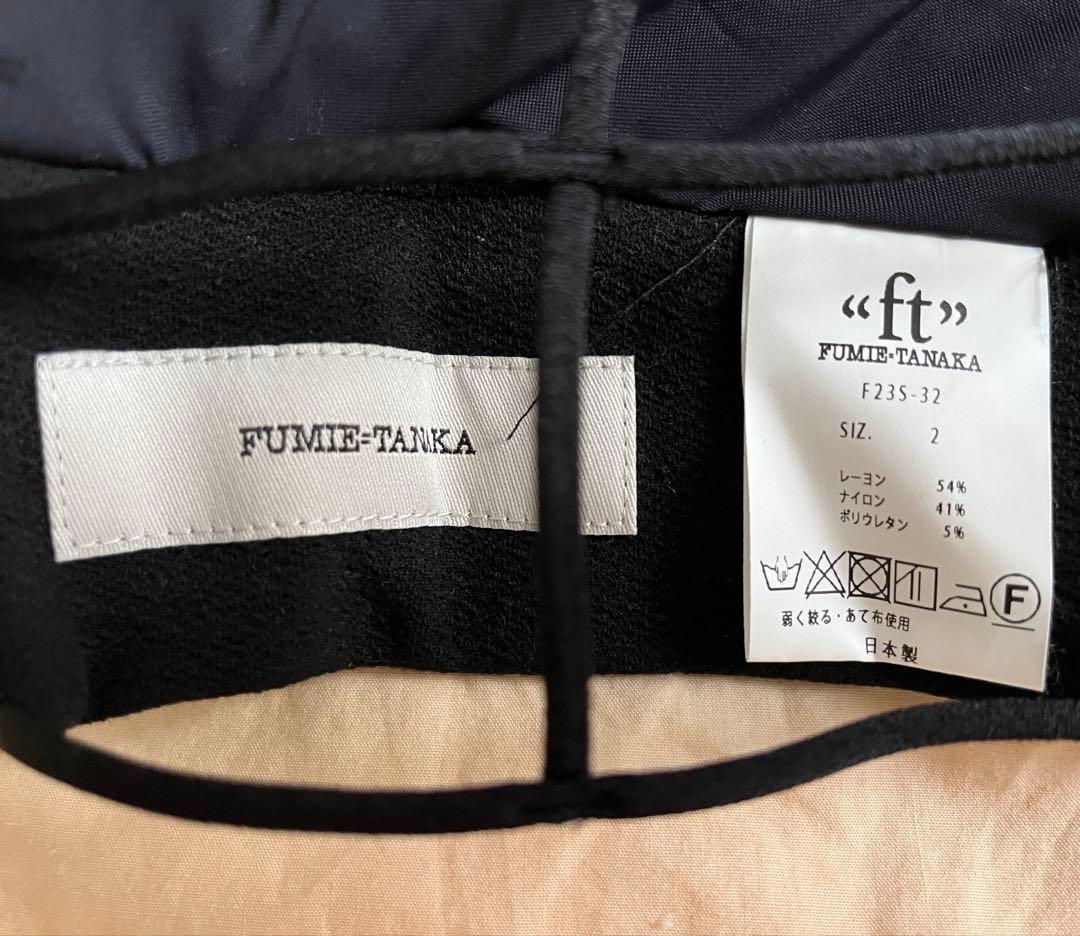 FUMIE=TANAKA
“ft”
FUMIE=TANAKA
F23S-32
SIZ. 2
レーヨン 54%
ナイロン 41%
ポリウレタン 5%
F
弱く絞る・あて布使用
日本製